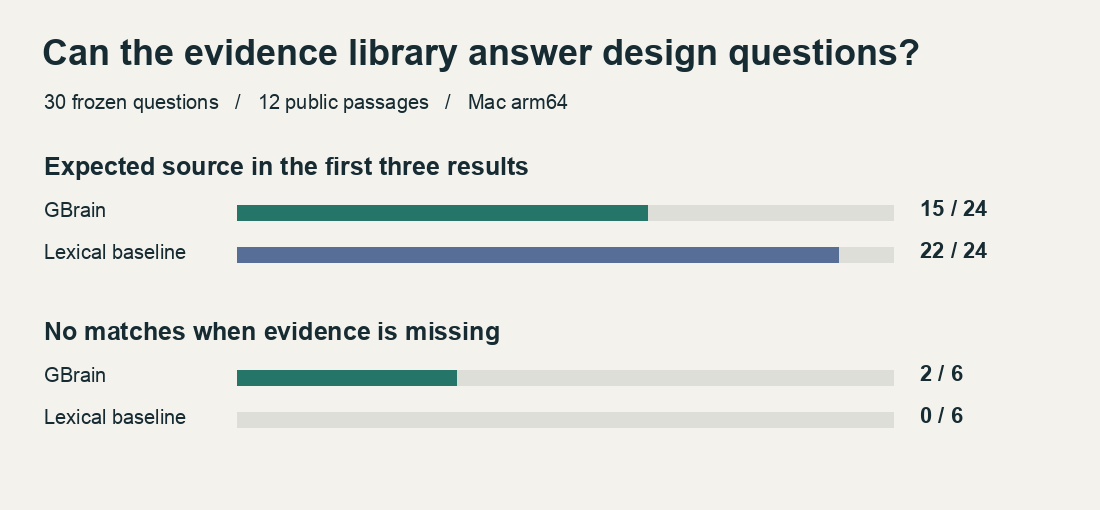 Can the evidence library answer design questions?
30 frozen questions / 12 public passages / Mac arm64
Expected source in the first three results
GBrain 15 / 24
Lexical baseline 22 / 24
No matches when evidence is missing
GBrain 2 / 6
Lexical baseline 0 / 6